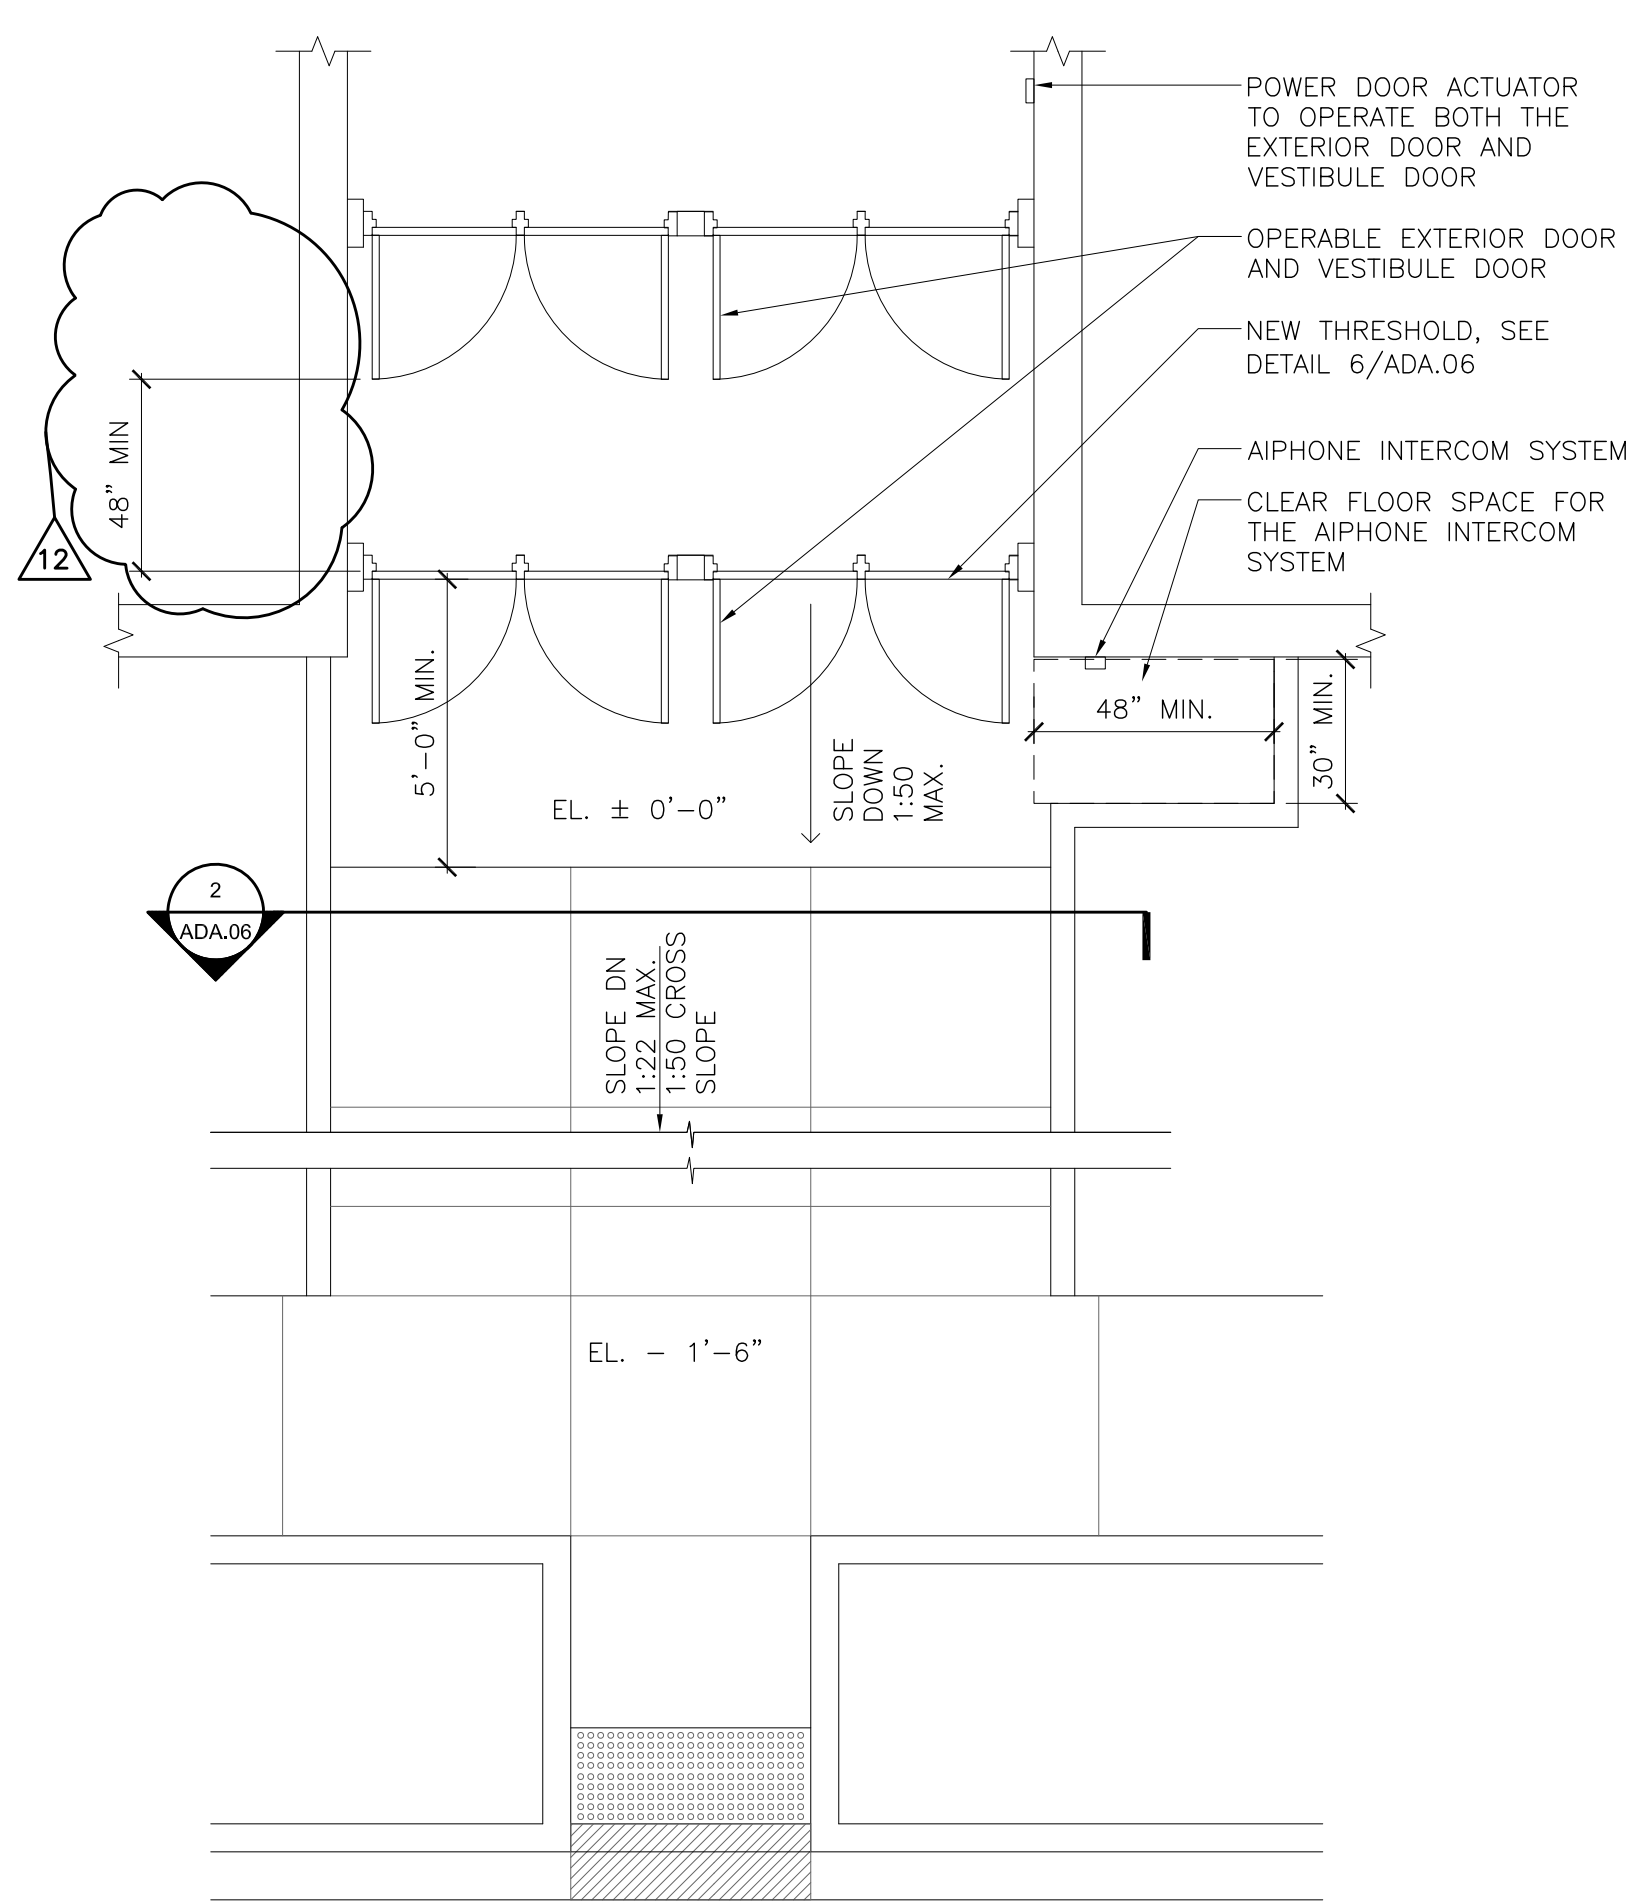 POWER DOOR ACTUATOR
TO OPERATE BOTH THE
EXTERIOR DOOR AND
VESTIBULE DOOR
OPERABLE EXTERIOR DOOR
AND VESTIBULE DOOR
NEW THRESHOLD, SEE
DETAIL 6/ADA.06
AIPHONE INTERCOM SYSTEM
CLEAR FLOOR SPACE FOR
THE AIPHONE INTERCOM
SYSTEM
48” MIN
12
5’-0” MIN.
48” MIN.
30” MIN.
SLOPE
DOWN
1:50
MAX.
EL. ± 0’-0”
2
ADA.06
SLOPE DN
1:22 MAX.
1:50 CROSS
SLOPE
EL. - 1’-6”